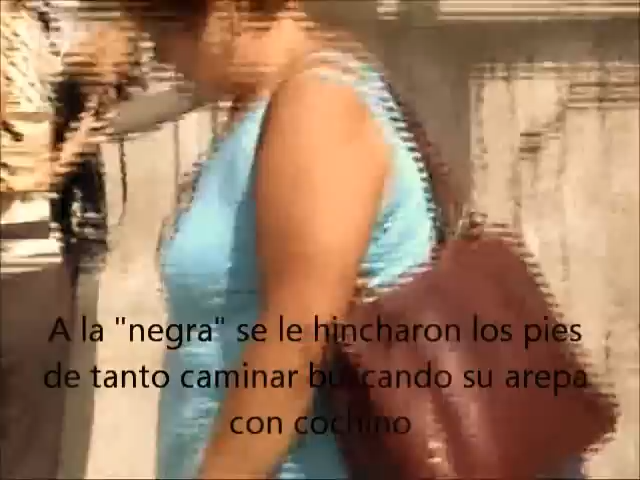 A la "negra" se le hincharon los pies
de tanto caminar buscando su arepa
con cochino